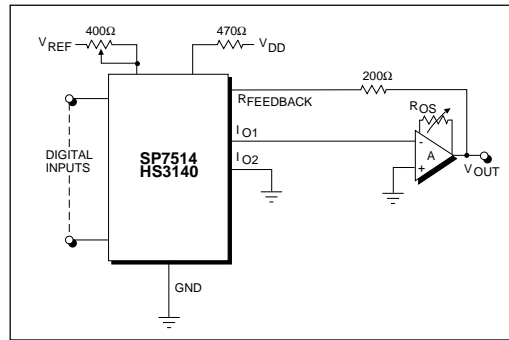 400Ω
470Ω
VREF
VDD
200Ω
RFEEDBACK
ROS
IO1
DIGITAL
INPUTS
SP7514
HS3140
IO2
-
A
+
VOUT
GND